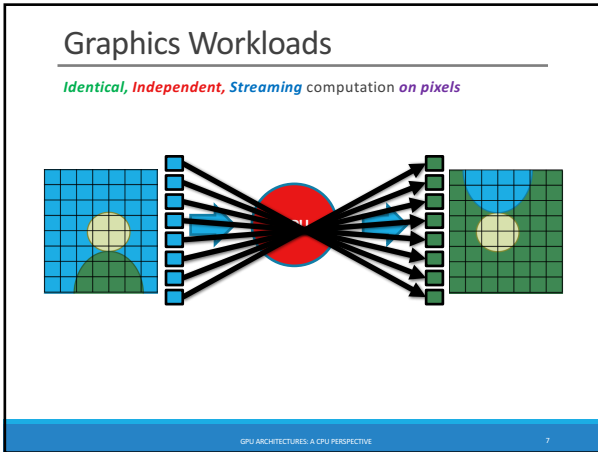 Graphics Workloads
Identical, Independent, Streaming computation on pixels
GPU ARCHITECTURES: A CPU PERSPECTIVE
7